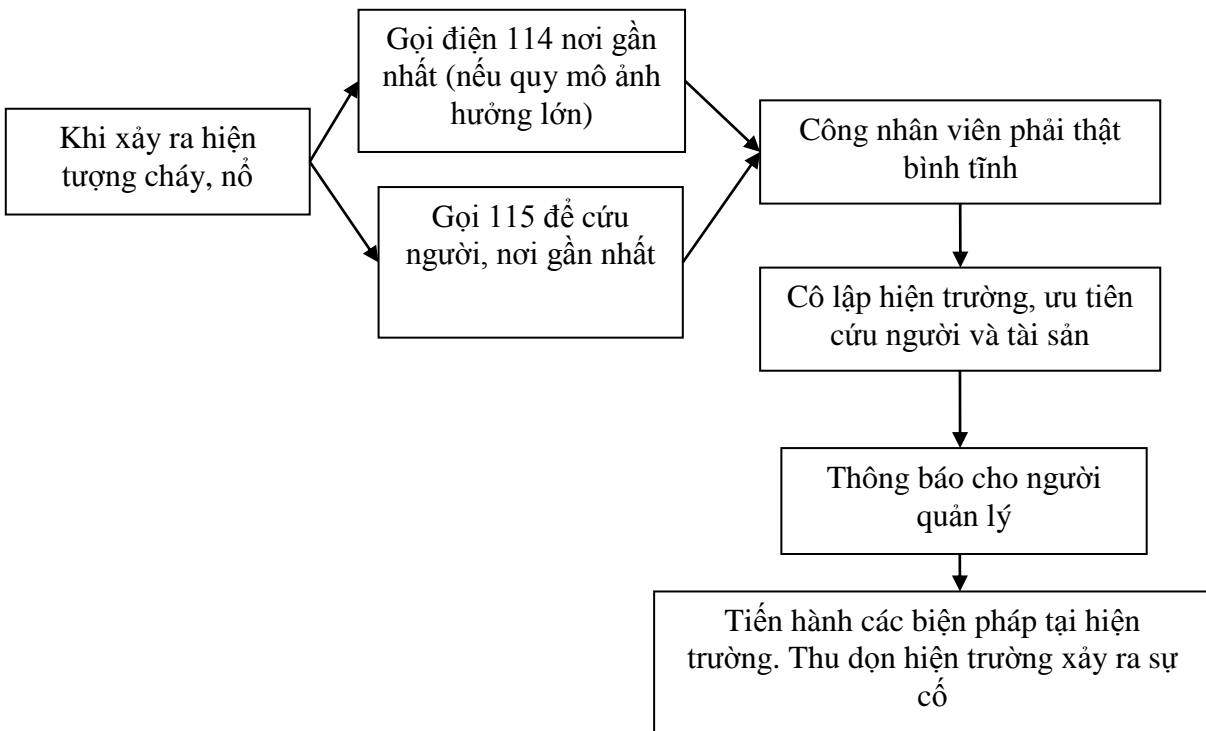 Khi xảy ra hiện
tượng cháy, nổ
Gọi điện 114 nơi gần
nhất (nếu quy mô ảnh
hưởng lớn)
Gọi 115 để cứu
người, nơi gần nhất
Công nhân viên phải thật
bình tĩnh
Cô lập hiện trường, ưu tiên
cứu người và tài sản
Thông báo cho người
quản lý
Tiến hành các biện pháp tại hiện
trường. Thu dọn hiện trường xảy ra sự
cố